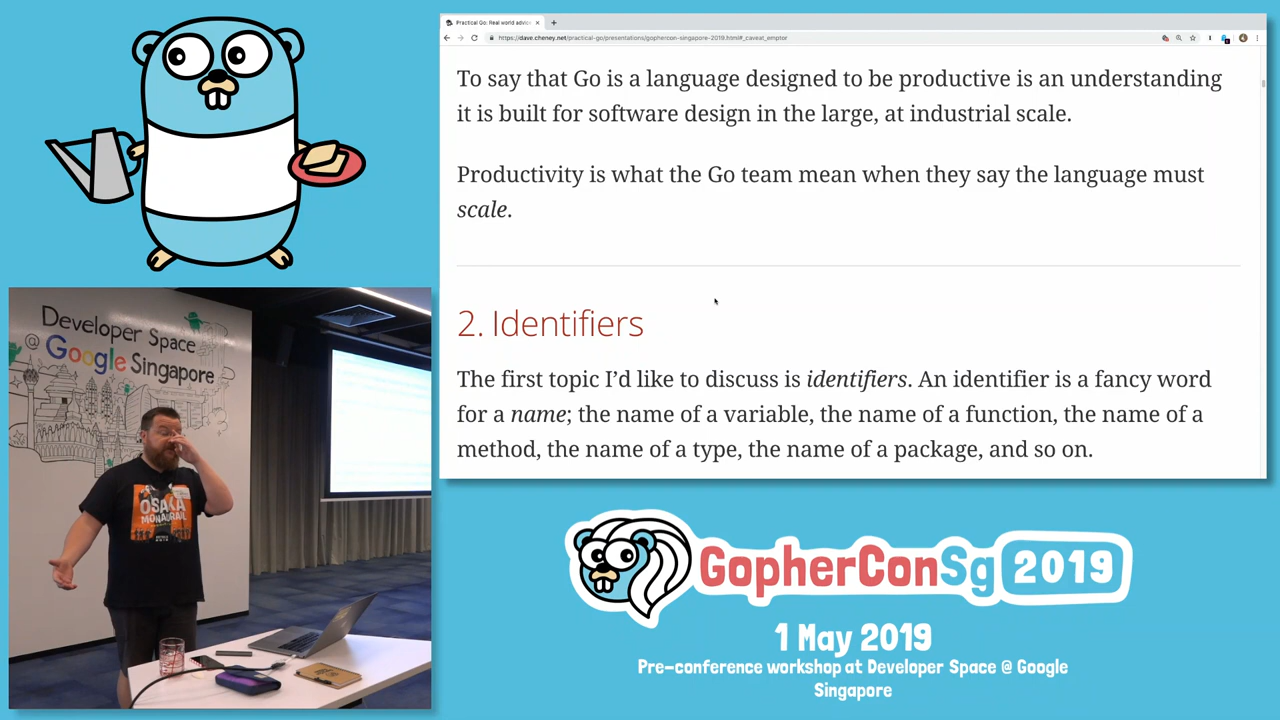 Practical Go: Real world advic
https://dave.cheney.net/practical-go/presentations/gophercon-singapore-2019.html#_caveat_emptor
To say that Go is a language designed to be productive is an understanding
it is built for software design in the large, at industrial scale.
Productivity is what the Go team mean when they say the language must
scale.
2. Identifiers
The first topic I’d like to discuss is identifiers. An identifier is a fancy word
for a name; the name of a variable, the name of a function, the name of a
method, the name of a type, the name of a package, and so on.
Developer Space
@ Google Singapore
OSAKA
MONORAIL
GopherConSg 2019
1 May 2019
Pre-conference workshop at Developer Space @ Google
Singapore